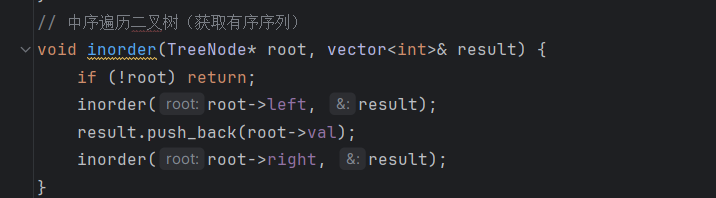 // 中序遍历二叉树（获取有序序列）
void inorder(TreeNode* root, vector<int>& result) {
    if (!root) return;
    inorder( root: root->left, &: result);
    result.push_back(root->val);
    inorder( root: root->right, &: result);
}